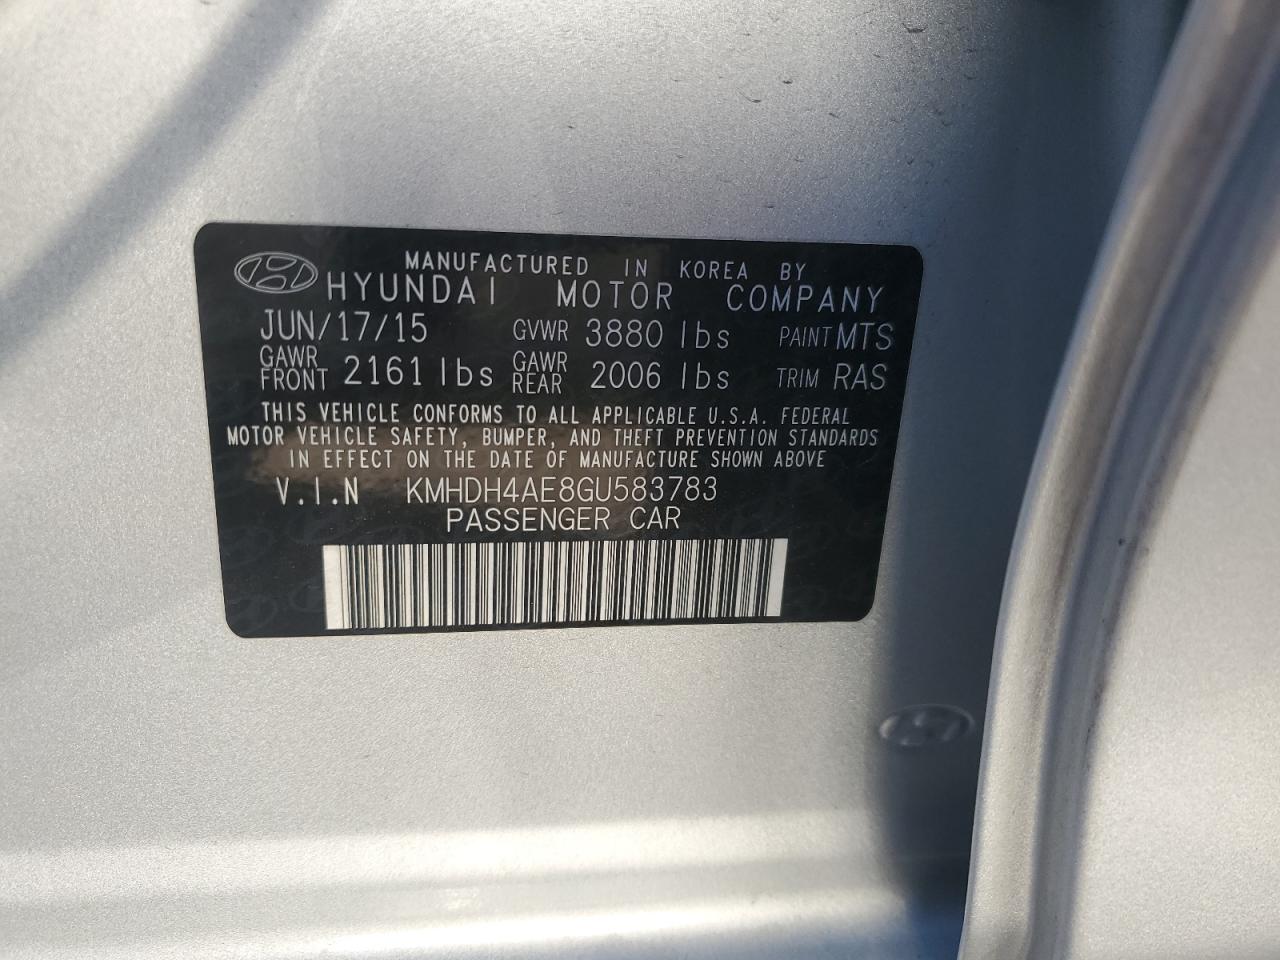 MANUFACTURED IN KOREA BY
HYUNDAI MOTOR COMPANY
JUN/17/15 GVWR 3880 lbs PAINT MTS
GAWR FRONT 2161 lbs GAWR REAR 2006 lbs TRIM RAS
THIS VEHICLE CONFORMS TO ALL APPLICABLE U.S.A. FEDERAL
MOTOR VEHICLE SAFETY, BUMPER, AND THEFT PREVENTION STANDARDS
IN EFFECT ON THE DATE OF MANUFACTURE SHOWN ABOVE
V.I.N KMHDH4AE8GU583783
PASSENGER CAR